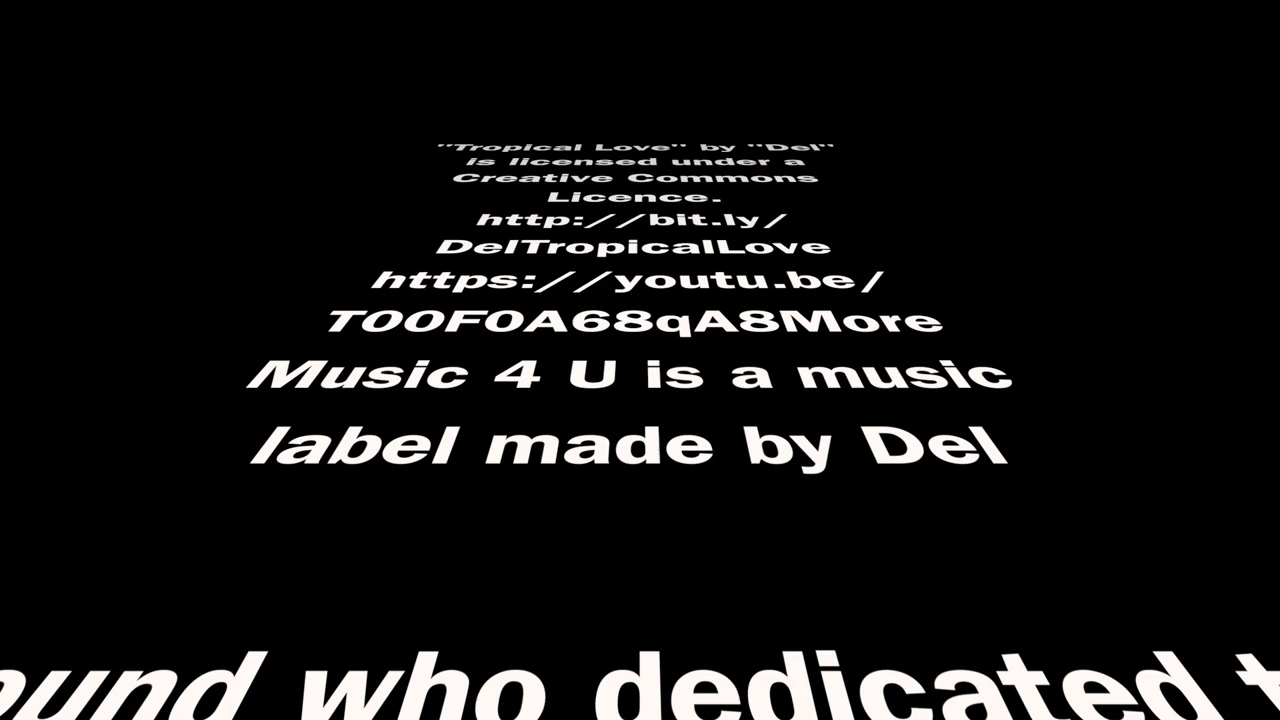 "Tropical Love" by "Del"
is licensed under a
Creative Commons
Licence.
http://bit.ly/
DelTropicalLove
https://youtu.be/
T00F0A68qA8More
Music 4 U is a music
label made by Del
who dedicated